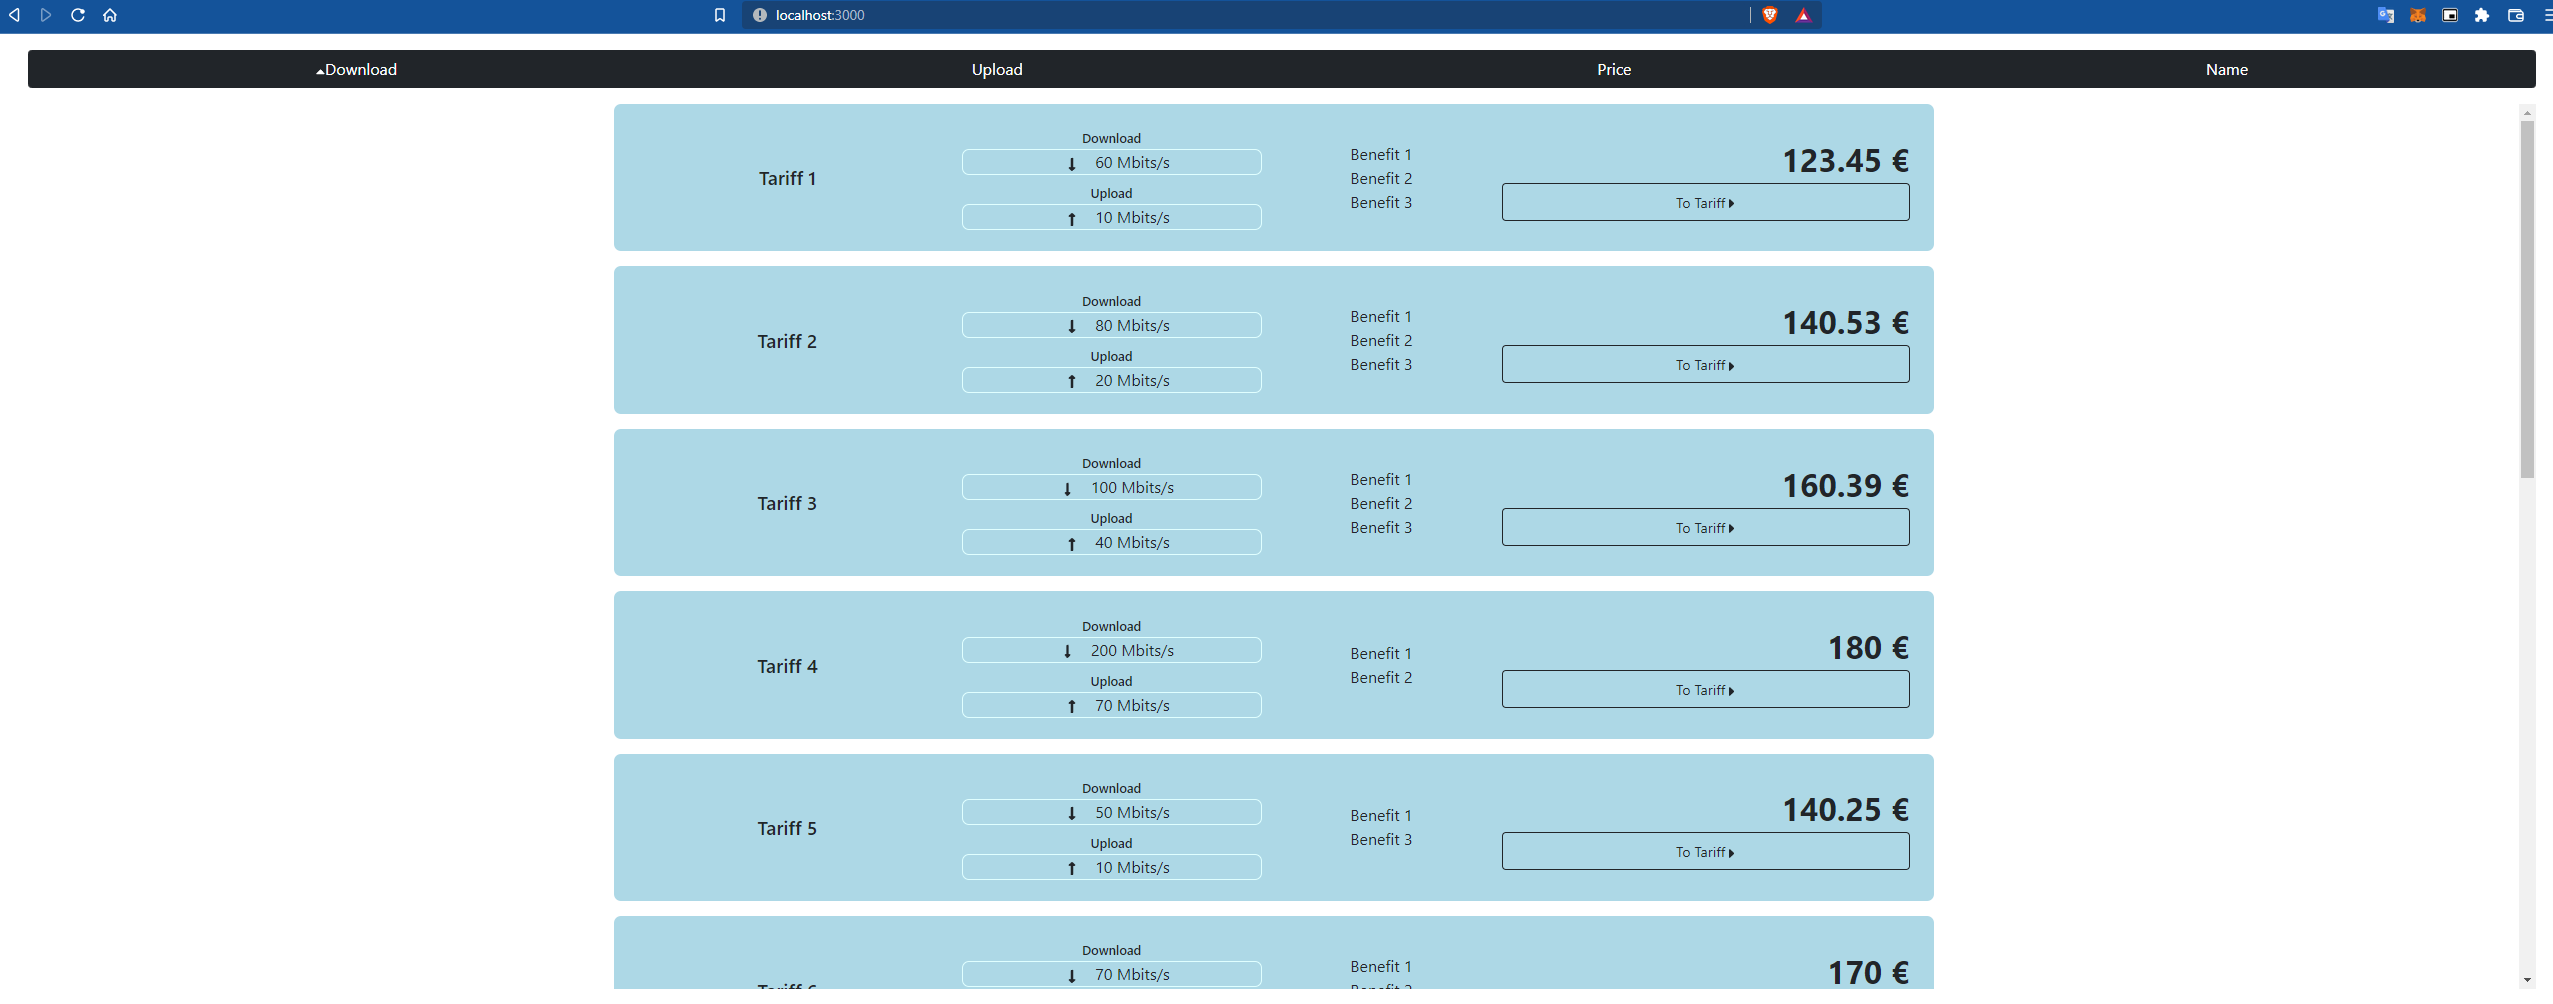 localhost:3000
Download Upload Price Name
Tariff 1
Download
60 Mbits/s
Upload
10 Mbits/s
Benefit 1
Benefit 2
Benefit 3
123.45 €
To Tariff
Tariff 2
Download
80 Mbits/s
Upload
20 Mbits/s
Benefit 1
Benefit 2
Benefit 3
140.53 €
To Tariff
Tariff 3
Download
100 Mbits/s
Upload
40 Mbits/s
Benefit 1
Benefit 2
Benefit 3
160.39 €
To Tariff
Tariff 4
Download
200 Mbits/s
Upload
70 Mbits/s
Benefit 1
Benefit 2
180 €
To Tariff
Tariff 5
Download
50 Mbits/s
Upload
10 Mbits/s
Benefit 1
Benefit 3
140.25 €
To Tariff
Download
70 Mbits/s
Benefit 1
170 €